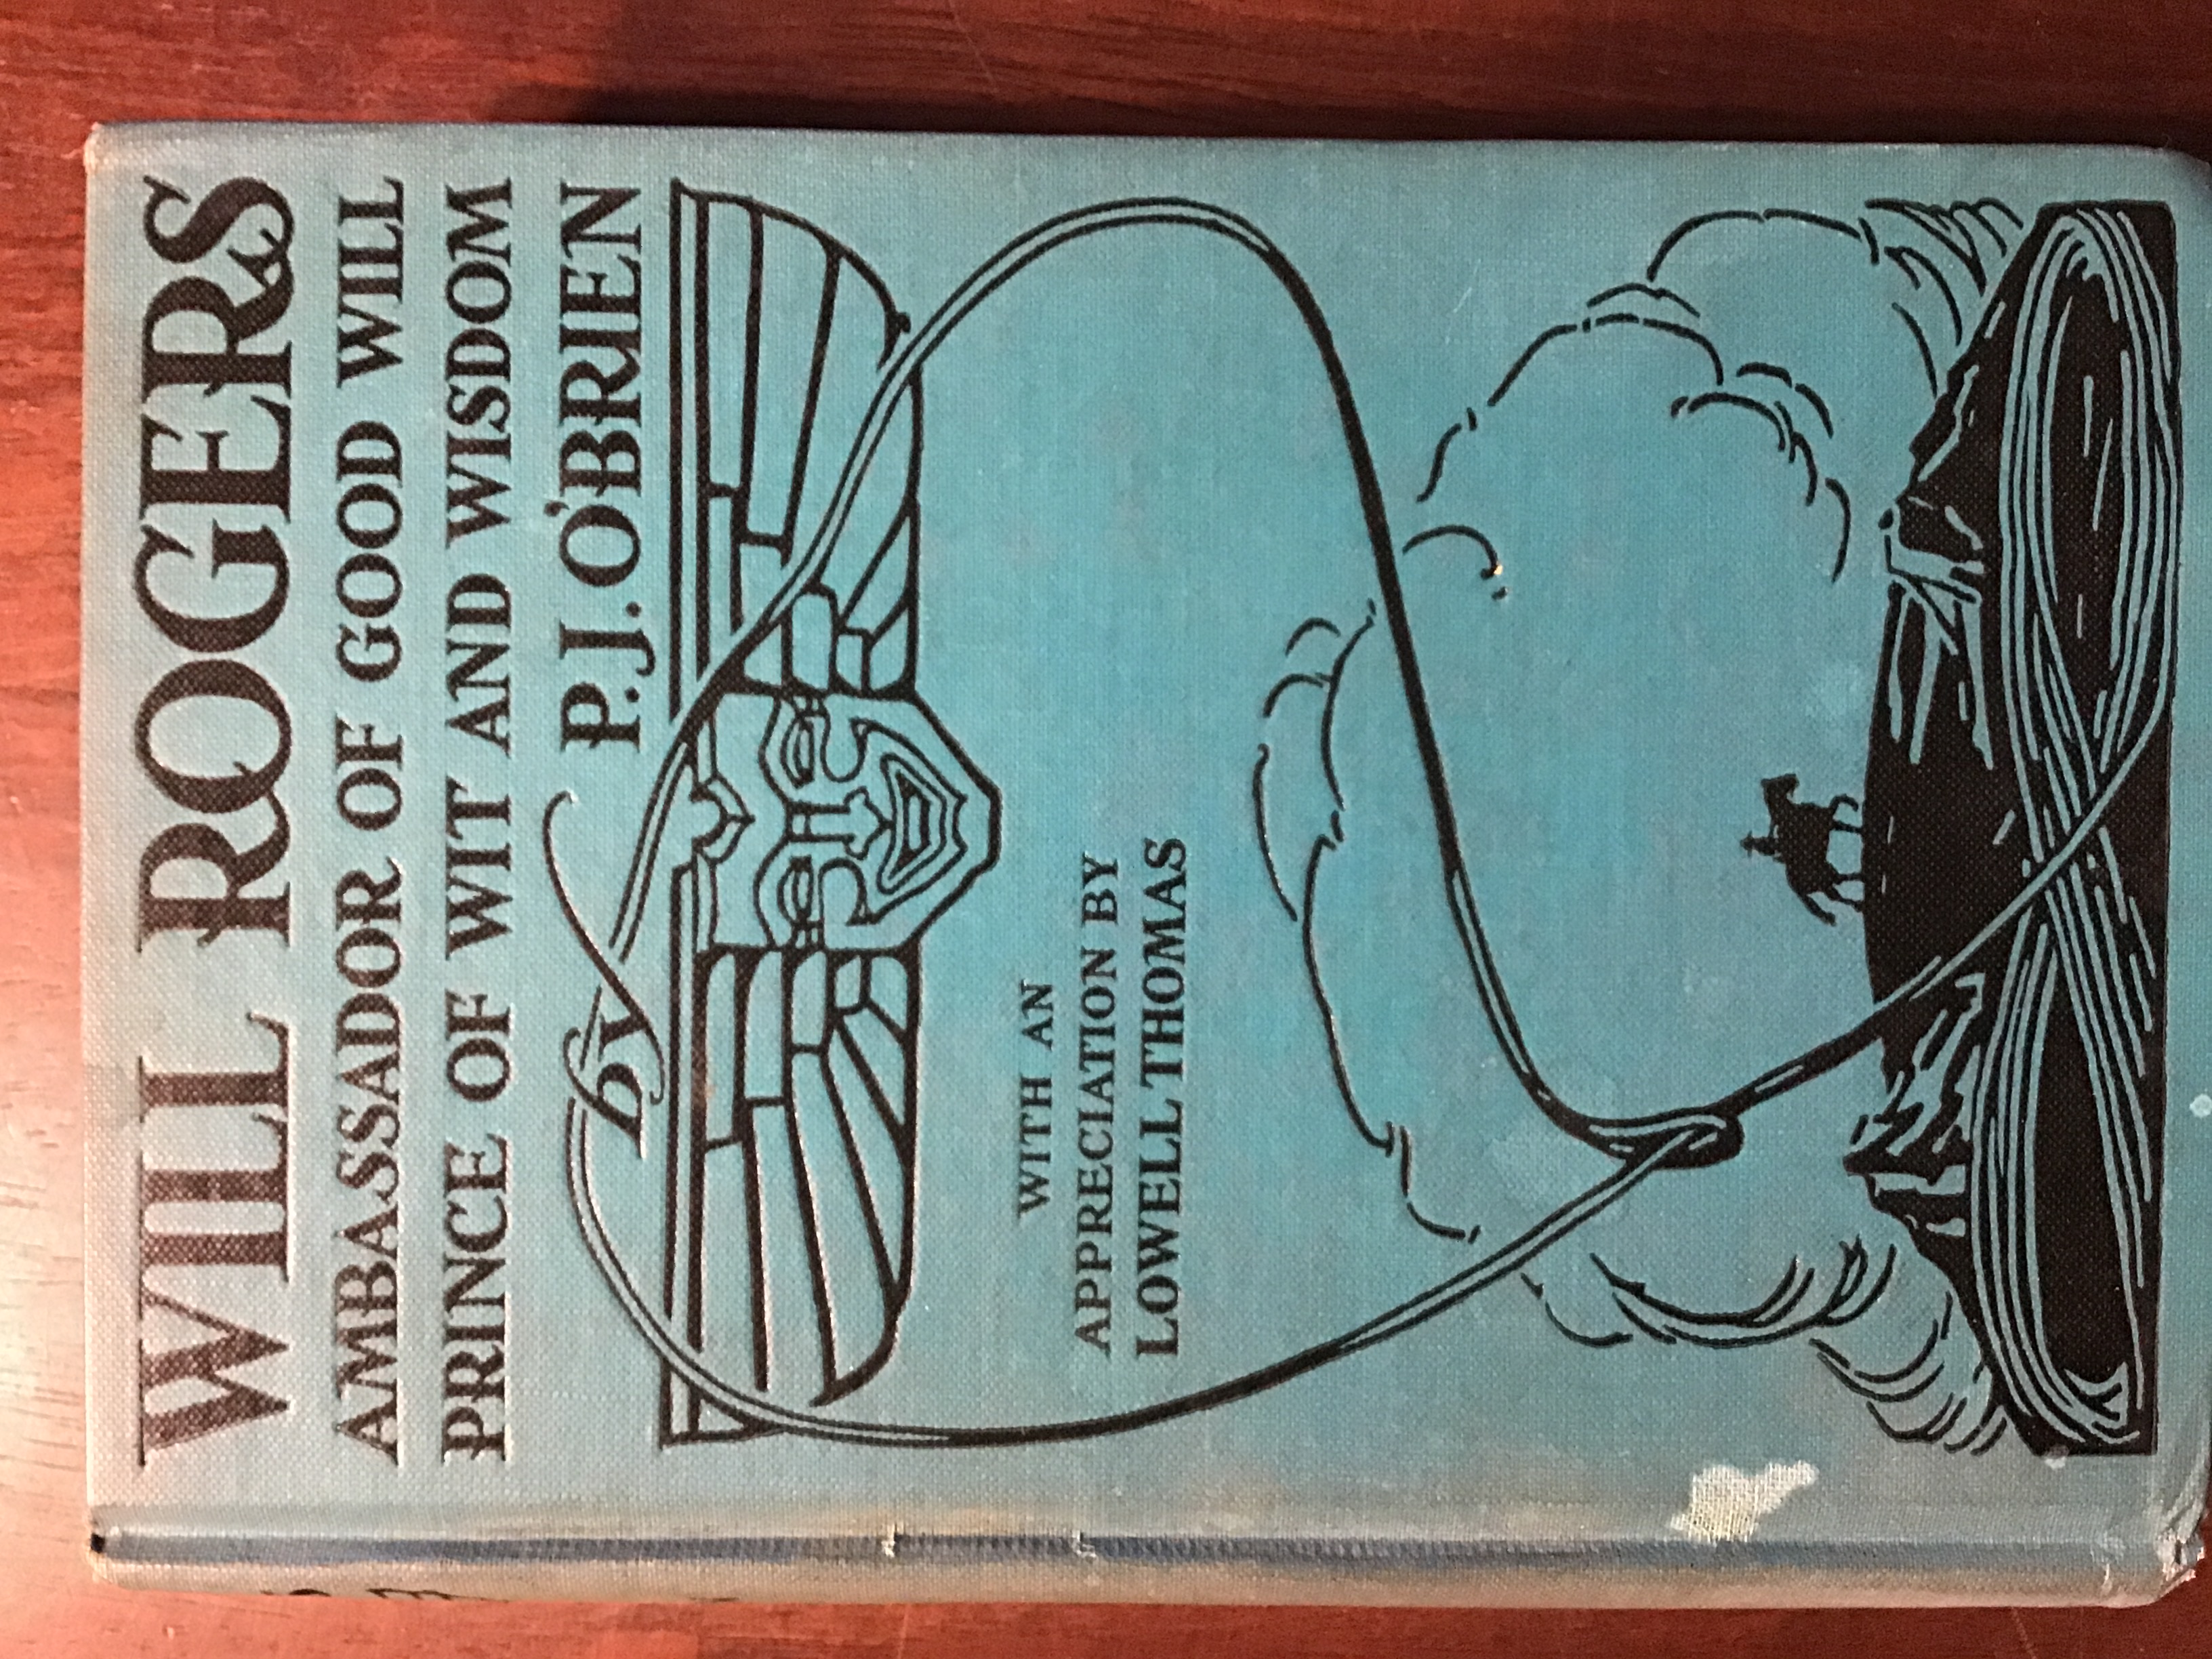 WILL ROGERS
AMBASSADOR OF GOOD WILL
PRINCE OF WIT AND WISDOM
by P.J. O'BRIEN
WITH AN
APPRECIATION BY
LOWELL THOMAS